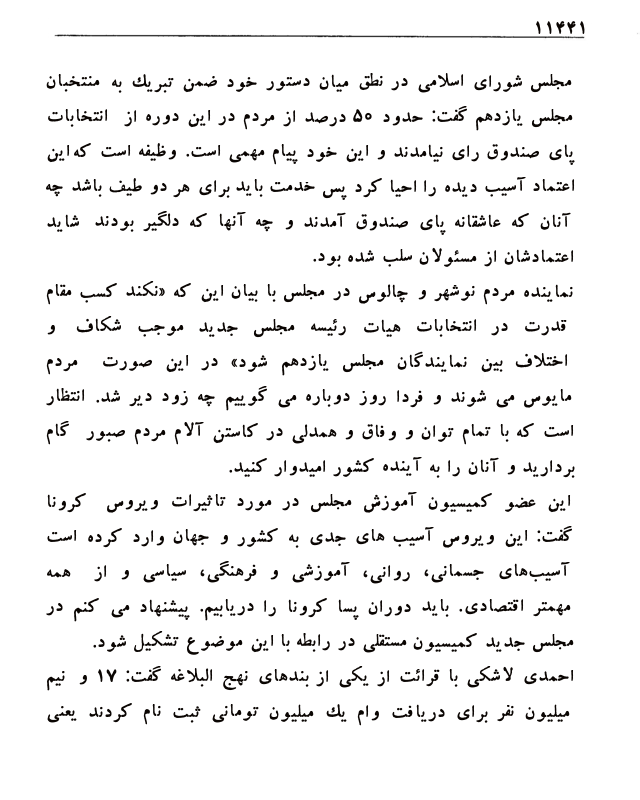 ۱۱۴۴۱
مجلس شورای اسلامی در نطق میان دستور خود ضمن تبریك به منتخبان
مجلس یازدهم گفت: حدود ۵۰ درصد از مردم در این دوره از انتخابات
پای صندوق رای نیامدند و این خود پیام مهمی است. وظیفه است که این
اعتماد آسیب دیده را احیا کرد پس خدمت باید برای هر دو طیف باشد چه
آنان که عاشقانه پای صندوق آمدند و چه آنها که دلگیر بودند شاید
اعتمادشان از مسئولان سلب شده بود.
نماینده مردم نوشهر و چالوس در مجلس با بیان این که «نکند کسب مقام
قدرت در انتخابات هیات رئیسه مجلس جدید موجب شکاف و
اختلاف بین نمایندگان مجلس یازدهم شود» در این صورت مردم
مایوس می شوند و فردا روز دوباره می گوییم چه زود دیر شد. انتظار
است که با تمام توان و وفاق و همدلی در کاستن آلام مردم صبور گام
بردارید و آنان را به آینده کشور امیدوار کنید.
این عضو کمیسیون آموزش مجلس در مورد تاثیرات ویروس کرونا
گفت: این ویروس آسیب های جدی به کشور و جهان وارد کرده است
آسیب‌های جسمانی، روانی، آموزشی و فرهنگی، سیاسی و از همه
مهمتر اقتصادی. باید دوران پسا کرونا را دریابیم. پیشنهاد می کنم در
مجلس جدید کمیسیون مستقلی در رابطه با این موضوع تشکیل شود.
احمدی لاشکی با قرائت از یکی از بندهای نهج البلاغه گفت: ۱۷ و نیم
میلیون نفر برای دریافت وام یك میلیون تومانی ثبت نام کردند یعنی